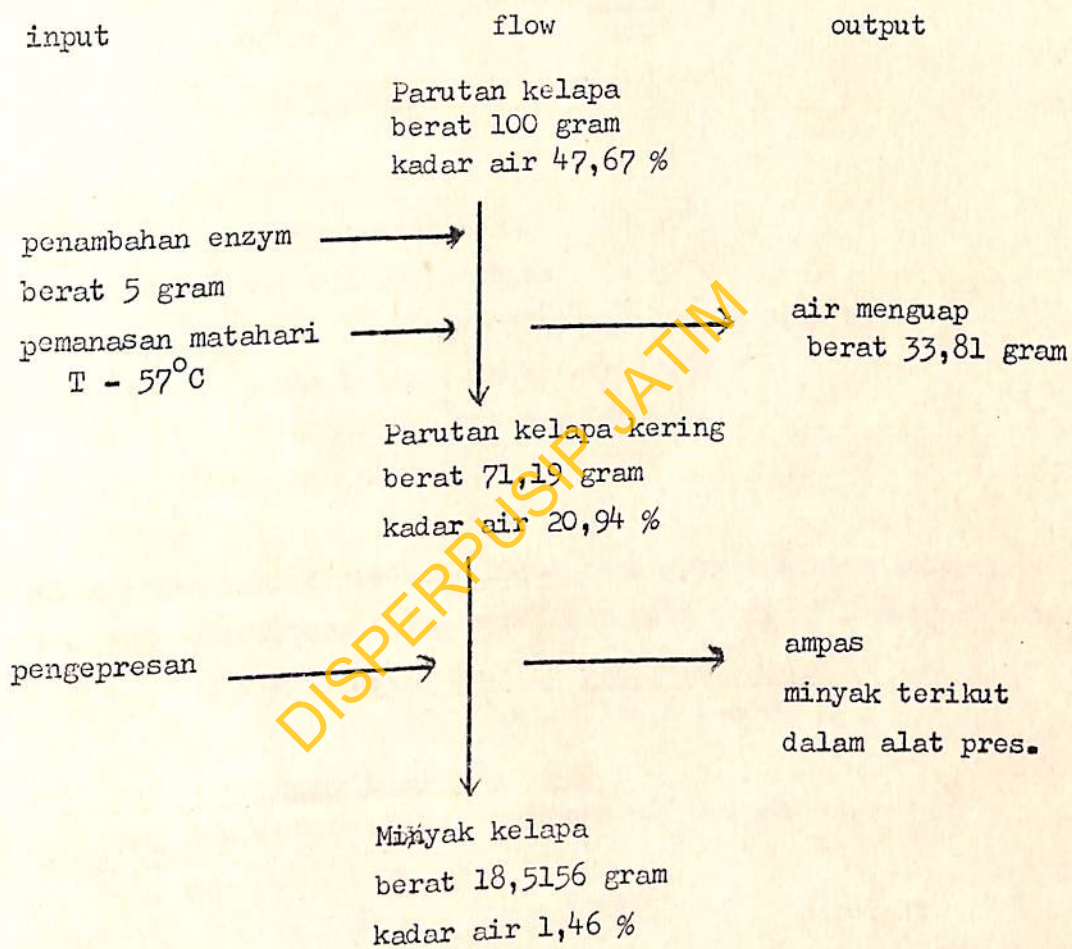 input flow output
Parutan kelapa
berat 100 gram
kadar air 47,67 %
penambahan enzym
berat 5 gram
pemanasan matahari
T - 57°C
air menguap
berat 33,81 gram
Parutan kelapa kering
berat 71,19 gram
kadar air 20,94 %
pengepresan
ampas
minyak terikut
dalam alat pres.
Minyak kelapa
berat 18,5156 gram
kadar air 1,46 %
DISPERPUSIP JATIM